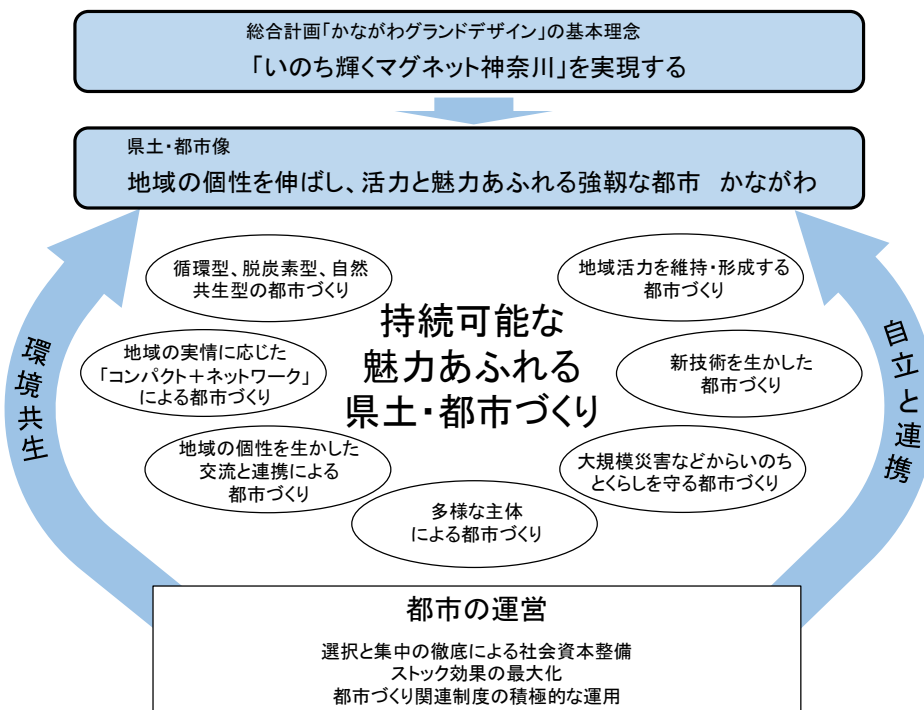 総合計画「かながわグランドデザイン」の基本理念
「いのち輝くマグネット神奈川」を実現する
県土・都市像
地域の個性を伸ばし、活力と魅力あふれる強靱な都市　かながわ
循環型、脱炭素型、自然
共生型の都市づくり
地域活力を維持・形成する
都市づくり
持続可能な
魅力あふれる
県土・都市づくり
環境共生
地域の実情に応じた
「コンパクト＋ネットワーク」
による都市づくり
新技術を生かした
都市づくり
自立と連携
地域の個性を生かした
交流と連携による
都市づくり
大規模災害などからいのち
とくらしを守る都市づくり
多様な主体
による都市づくり
都市の運営
選択と集中の徹底による社会資本整備
ストック効果の最大化
都市づくり関連制度の積極的な運用